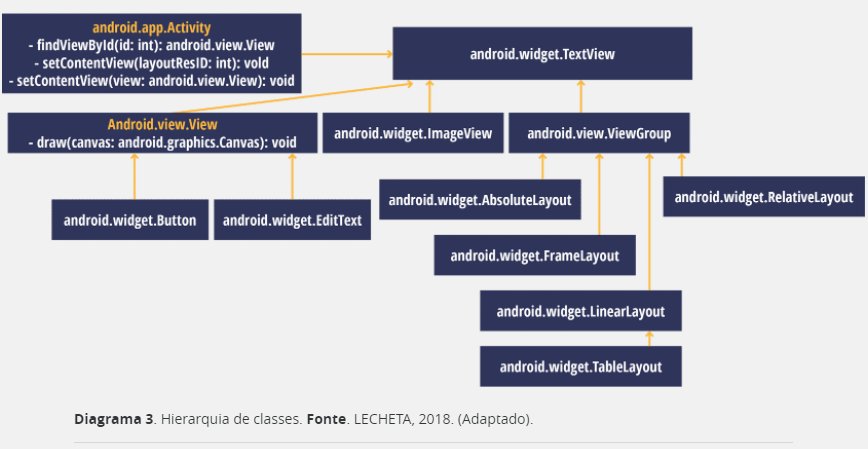 android.app.Activity
- findViewById(id: int): android.view.View
- setContentView(layoutResID: int): vold
- setContentView(view: android.view.View): void
android.widget.TextView
Android.view.View
- draw(canvas: android.graphics.Canvas): void
android.widget.ImageView
android.view.ViewGroup
android.widget.Button
android.widget.EditText
android.widget.AbsoluteLayout
android.widget.RelativeLayout
android.widget.FrameLayout
android.widget.LinearLayout
android.widget.TableLayout
Diagrama 3. Hierarquia de classes. Fonte. LECHETA, 2018. (Adaptado).